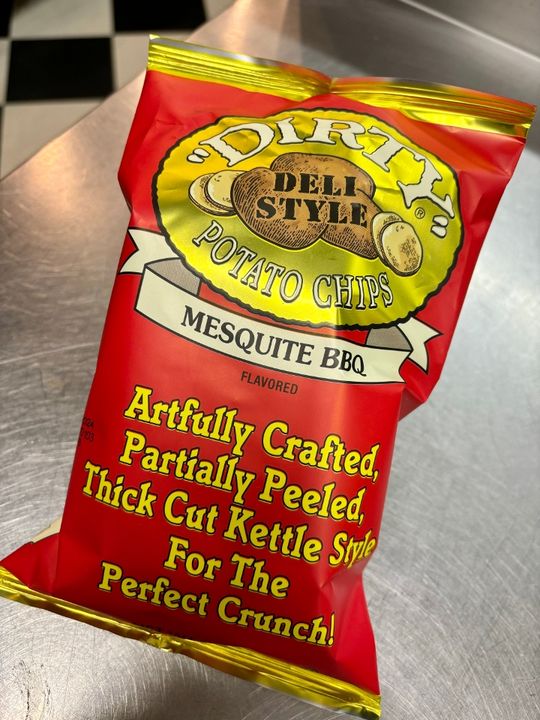 "DIRTY"®
DELI
STYLE
POTATO CHIPS
MESQUITE BBQ
FLAVORED
Artfully Crafted,
Partially Peeled,
Thick Cut Kettle Style
For The
Perfect Crunch!